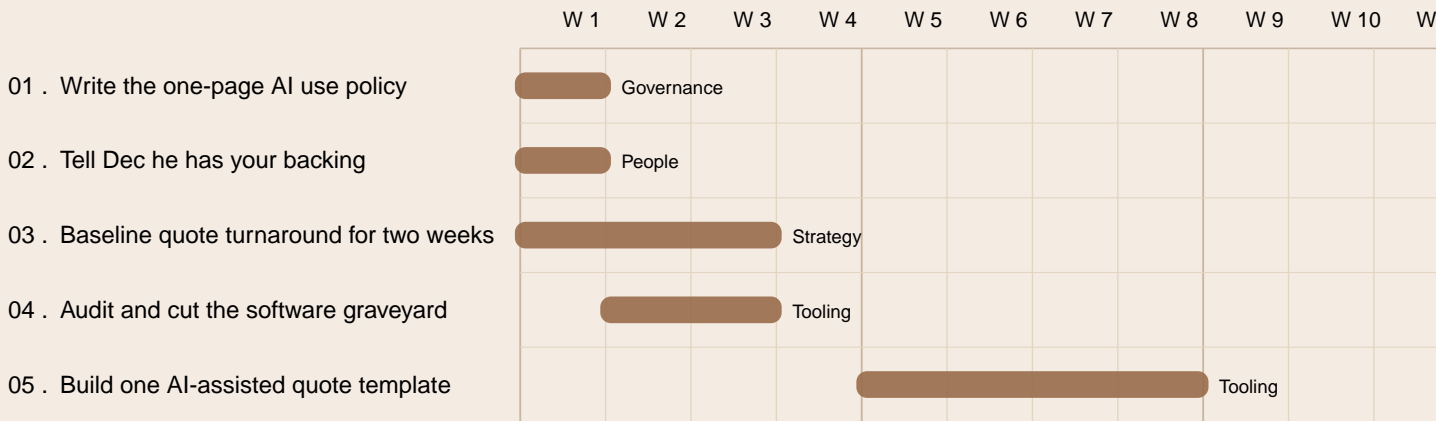 W 1 W 2 W 3 W 4 W 5 W 6 W 7 W 8 W 9 W 10 W
01 . Write the one-page AI use policy Governance
02 . Tell Dec he has your backing People
03 . Baseline quote turnaround for two weeks Strategy
04 . Audit and cut the software graveyard Tooling
05 . Build one AI-assisted quote template Tooling